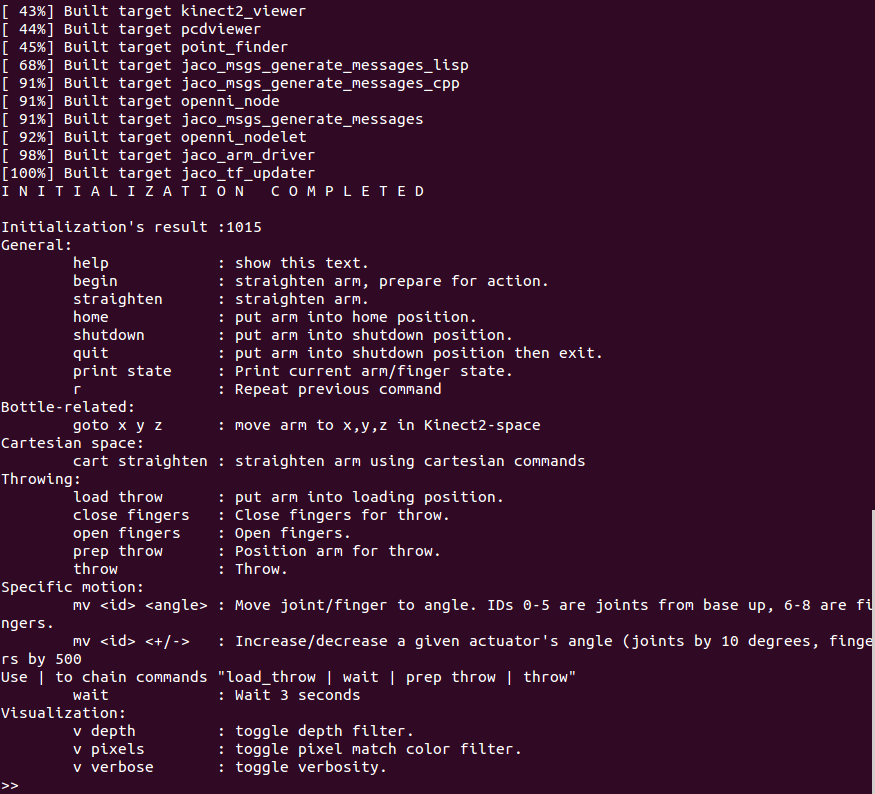 [ 43%] Built target kinect2_viewer
[ 44%] Built target pcdviewer
[ 45%] Built target point_finder
[ 68%] Built target jaco_msgs_generate_messages_lisp
[ 91%] Built target jaco_msgs_generate_messages_cpp
[ 91%] Built target openni_node
[ 91%] Built target jaco_msgs_generate_messages
[ 92%] Built target openni_nodelet
[ 98%] Built target jaco_arm_driver
[100%] Built target jaco_tf_updater
I N I T I A L I Z A T I O N   C O M P L E T E D

Initialization's result :1015
General:
        help            : show this text.
        begin           : straighten arm, prepare for action.
        straighten      : straighten arm.
        home            : put arm into home position.
        shutdown        : put arm into shutdown position.
        quit            : put arm into shutdown position then exit.
        print state     : Print current arm/finger state.
        r               : Repeat previous command
Bottle-related:
        goto x y z      : move arm to x,y,z in Kinect2-space
Cartesian space:
        cart straighten : straighten arm using cartesian commands
Throwing:
        load throw      : put arm into loading position.
        close fingers   : Close fingers for throw.
        open fingers    : Open fingers.
        prep throw      : Position arm for throw.
        throw           : Throw.
Specific motion:
        mv <id> <angle> : Move joint/finger to angle. IDs 0-5 are joints from base up, 6-8 are fi
ngers.
        mv <id> <+/->   : Increase/decrease a given actuator's angle (joints by 10 degrees, finge
rs by 500
Use | to chain commands "load_throw | wait | prep throw | throw"
        wait            : Wait 3 seconds
Visualization:
        v depth         : toggle depth filter.
        v pixels        : toggle pixel match color filter.
        v verbose       : toggle verbosity.
>>